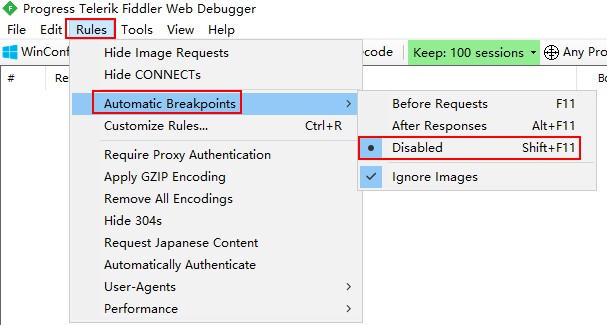 Progress Telerik Fiddler Web Debugger
File Edit Rules Tools View Help
WinConf
Hide Image Requests
ecode
Keep: 100 sessions
Any Pro
#
Re
Hide CONNECTs
Bo
Automatic Breakpoints
Before Requests F11
Customize Rules... Ctrl+R
After Responses Alt+F11
Disabled Shift+F11
Require Proxy Authentication
Apply GZIP Encoding
Ignore Images
Remove All Encodings
Hide 304s
Request Japanese Content
Automatically Authenticate
User-Agents
Performance